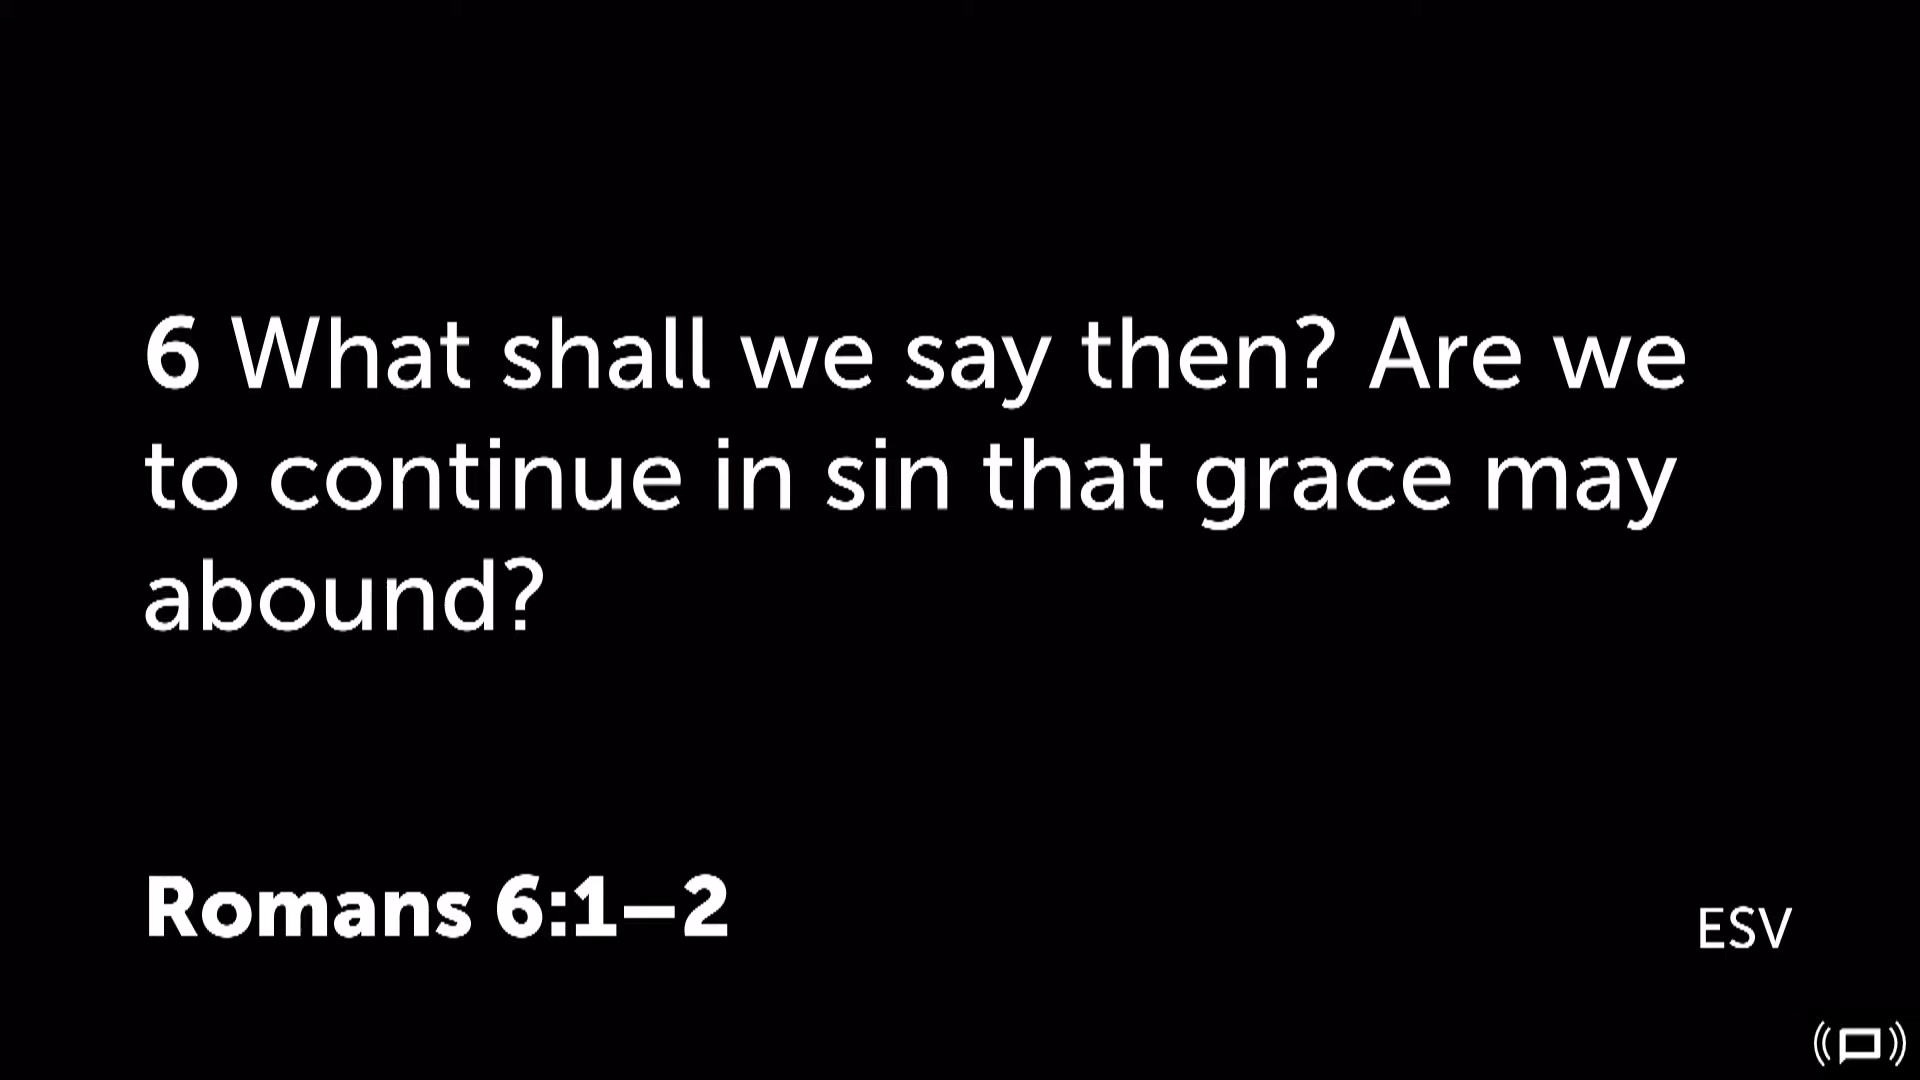 6 What shall we say then? Are we
to continue in sin that grace may
abound?
Romans 6:1–2
ESV